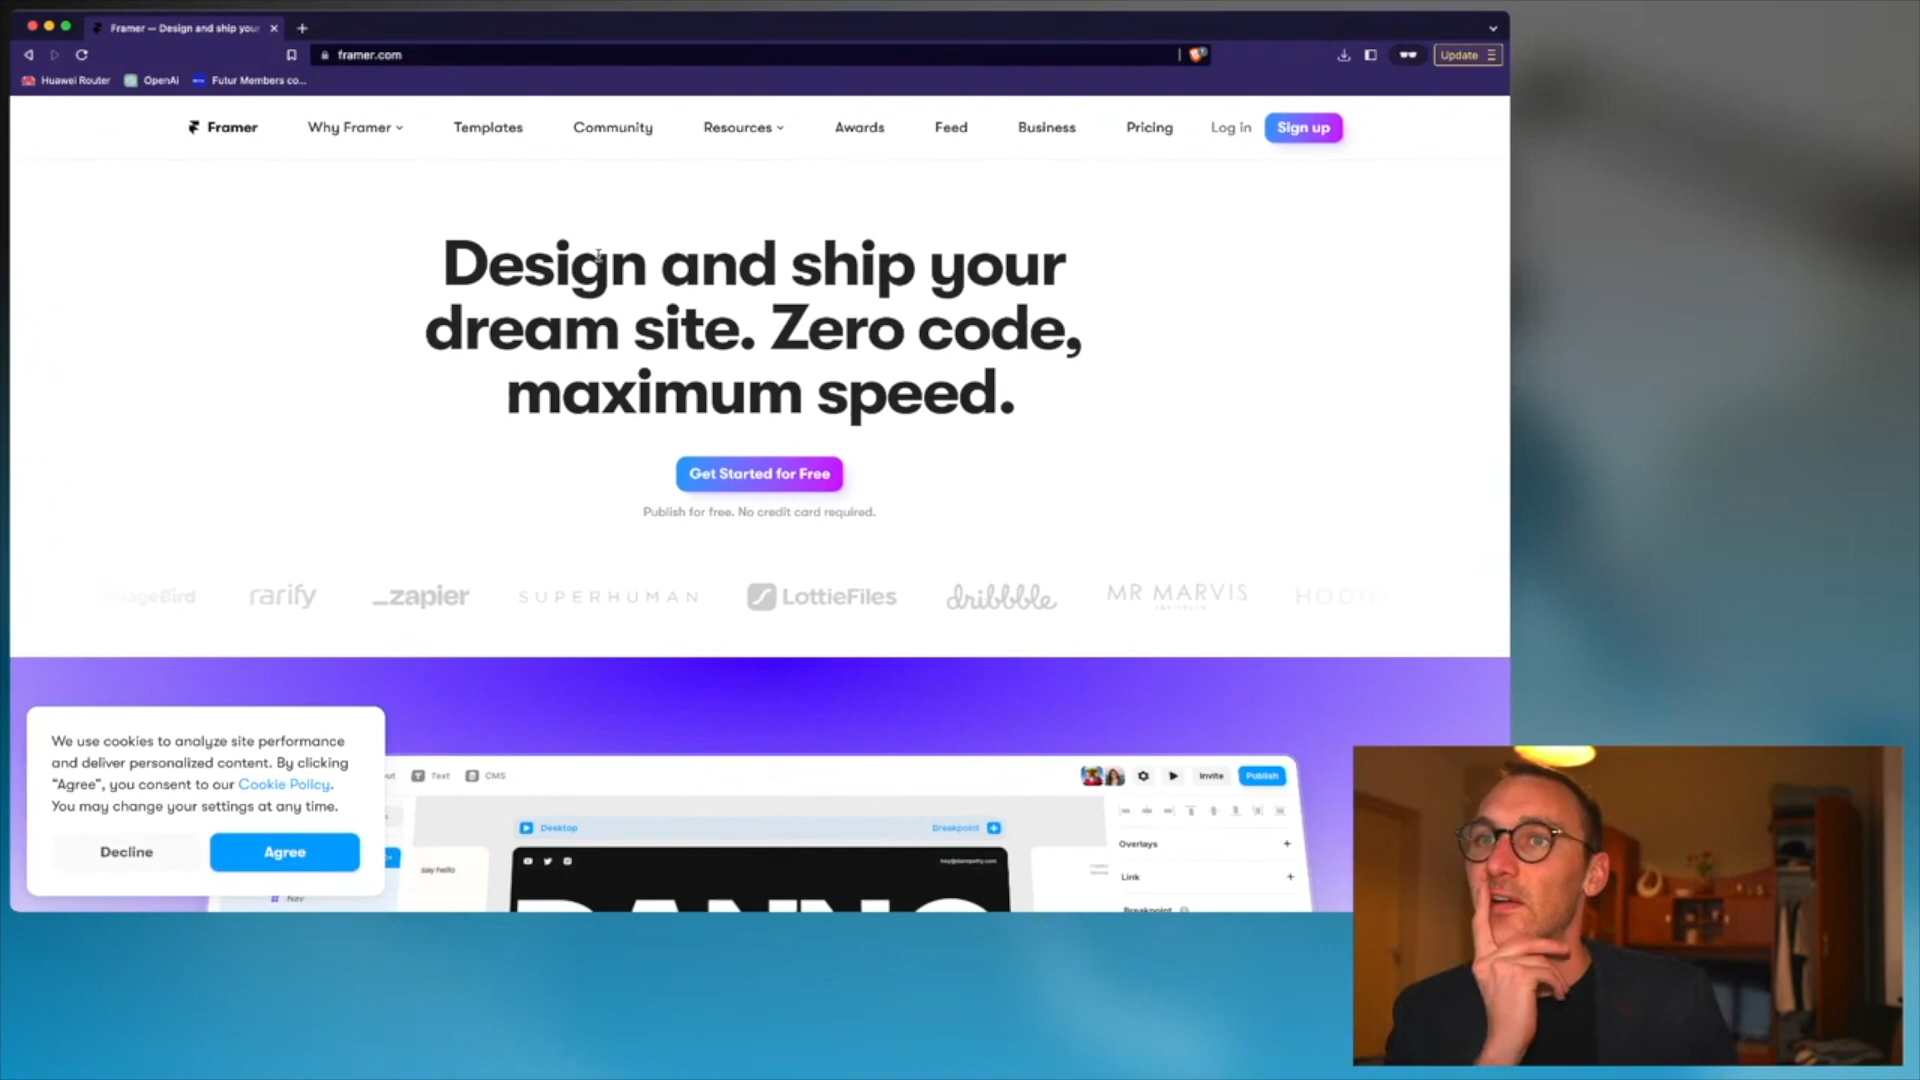 Framer — Design and ship your
framer.com
Update
Huawei Router
OpenAI
Futur Members co...
Framer
Why Framer
Templates
Community
Resources
Awards
Feed
Business
Pricing
Log in
Sign up
Design and ship your
dream site. Zero code,
maximum speed.
Get Started for Free
Publish for free. No credit card required.
rarify
_zapier
SUPERHUMAN
LottieFiles
dribbble
MR MARVIS
We use cookies to analyze site performance
and deliver personalized content. By clicking
“Agree”, you consent to our Cookie Policy.
You may change your settings at any time.
Decline
Agree
Text
CMS
Invite
Publish
Desktop
Breakpoint
say hello
Overlays
Link
Breakpoint
Nav